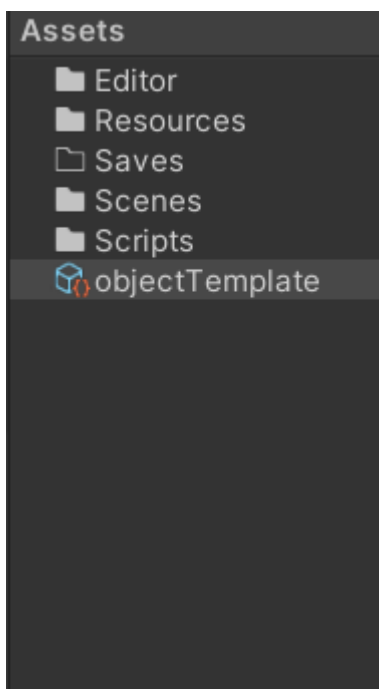 Assets
Editor
Resources
Saves
Scenes
Scripts
objectTemplate